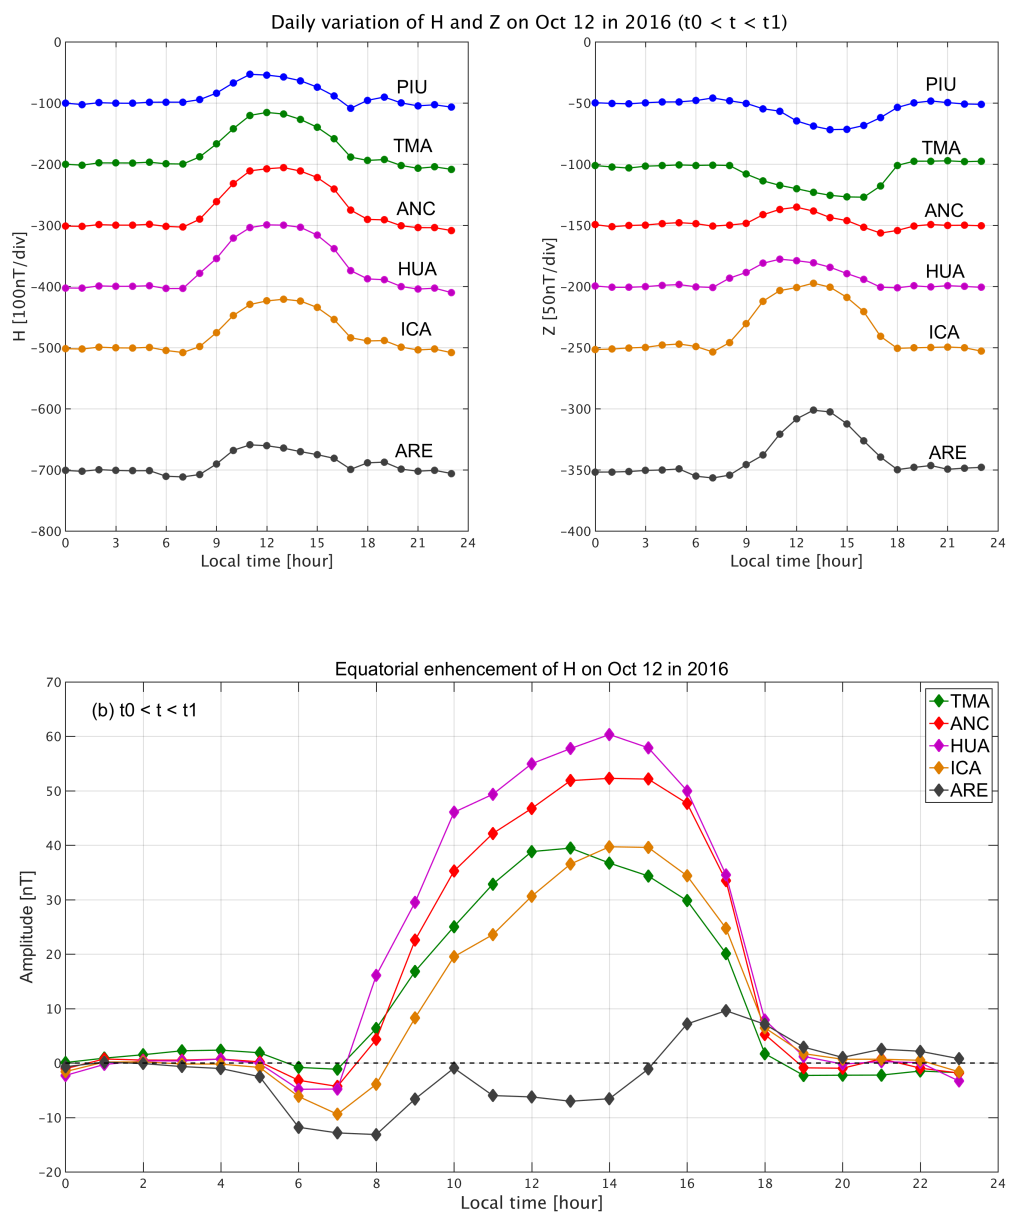 Daily variation of H and Z on Oct 12 in 2016 (t0 < t < t1)
H [100nT/div]
0
-100
-200
-300
-400
-500
-600
-700
-800
PIU
TMA
ANC
HUA
ICA
ARE
0 3 6 9 12 15 18 21 24
Local time [hour]
Z [50nT/div]
0
-50
-100
-150
-200
-250
-300
-350
-400
PIU
TMA
ANC
HUA
ICA
ARE
0 3 6 9 12 15 18 21 24
Local time [hour]
Equatorial enhencement of H on Oct 12 in 2016
(b) t0 < t < t1
TMA
ANC
HUA
ICA
ARE
Amplitude [nT]
70
60
50
40
30
20
10
0
-10
-20
0 2 4 6 8 10 12 14 16 18 20 22 24
Local time [hour]